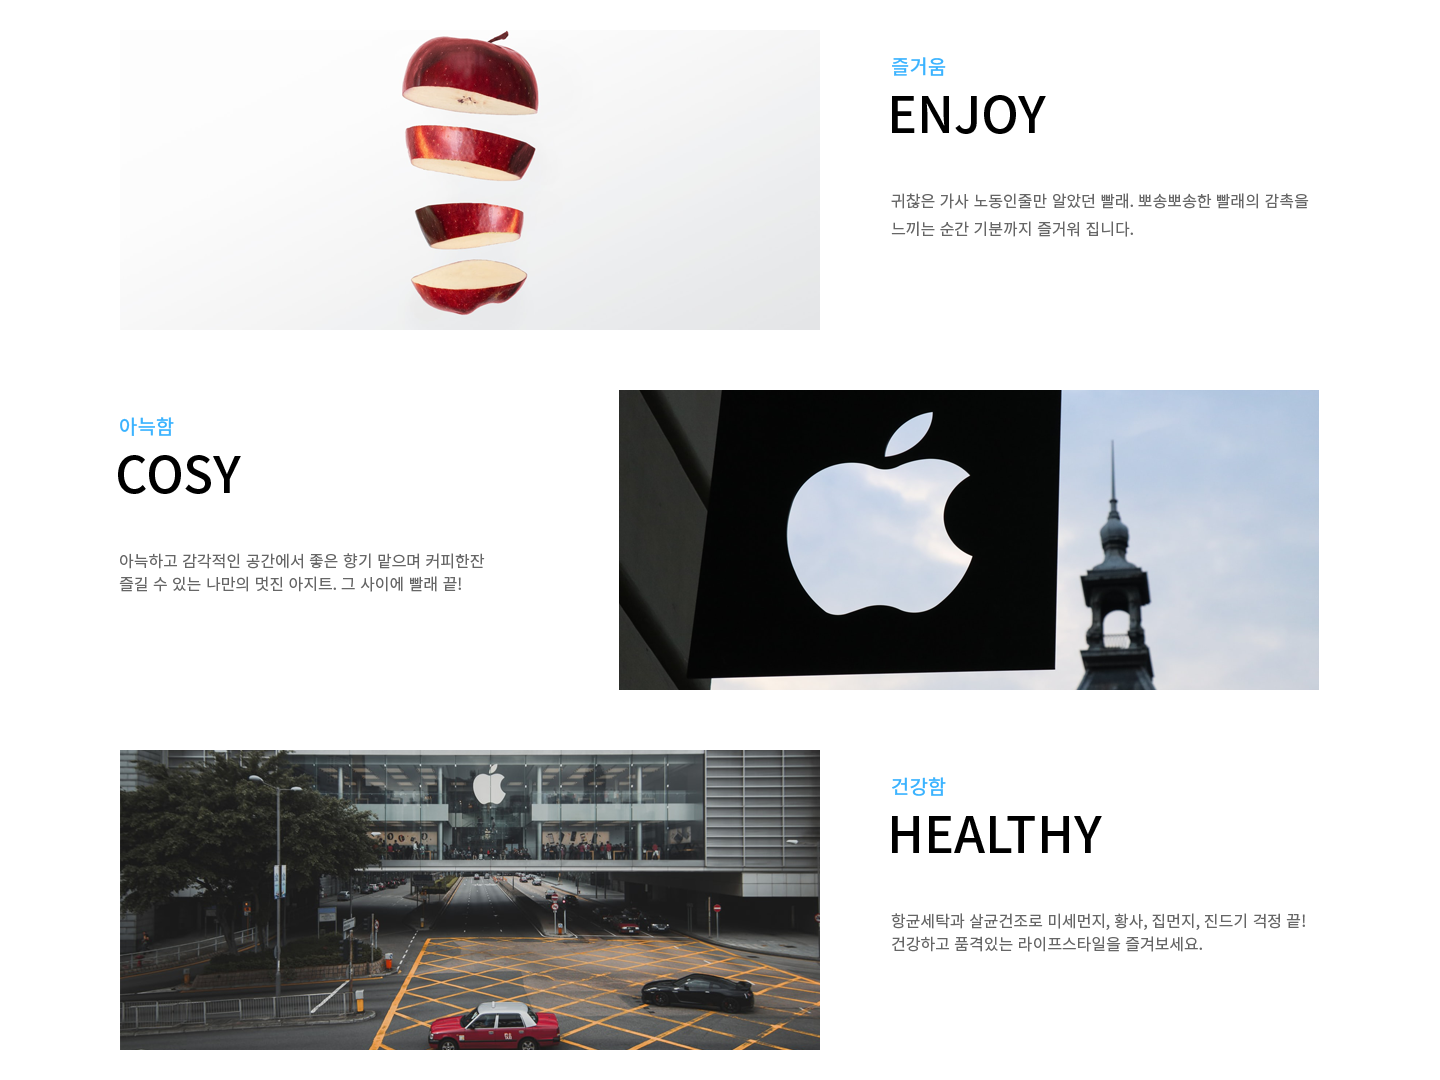 즐거움
ENJOY
귀찮은 가사 노동인줄만 알았던 빨래. 뽀송뽀송한 빨래의 감촉을
느끼는 순간 기분까지 즐거워 집니다.
아늑함
COSY
아늑하고 감각적인 공간에서 좋은 향기 맡으며 커피한잔
즐길 수 있는 나만의 멋진 아지트. 그 사이에 빨래 끝!
건강함
HEALTHY
항균세탁과 살균건조로 미세먼지, 황사, 집먼지, 진드기 걱정 끝!
건강하고 품격있는 라이프스타일을 즐겨보세요.